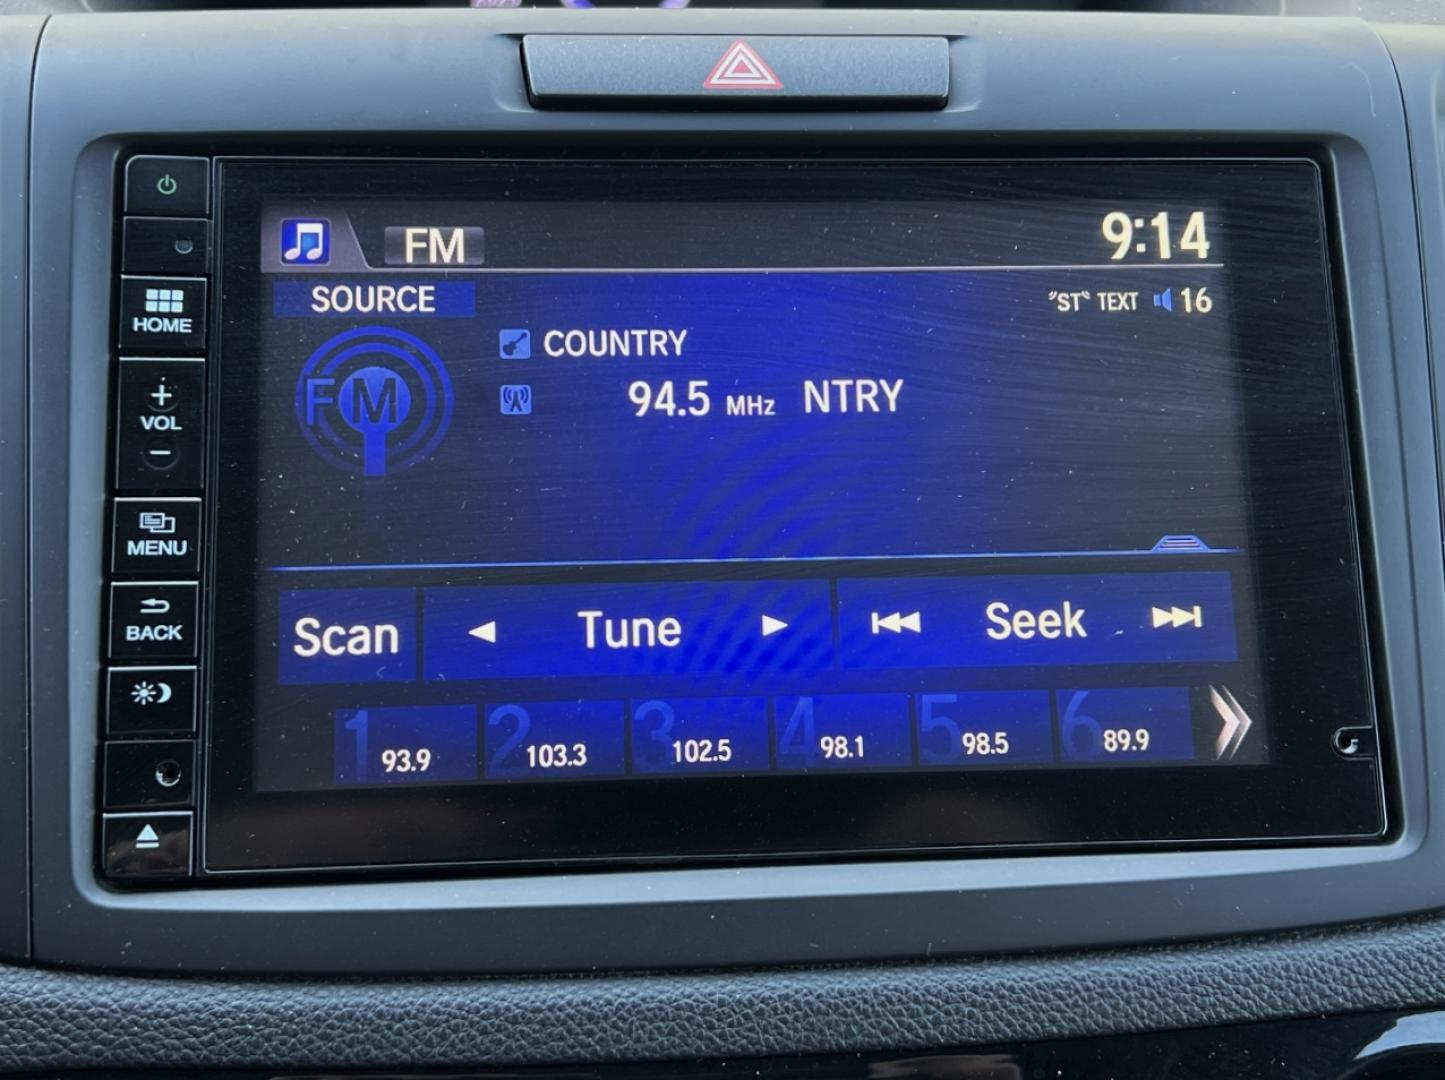 FM
9:14
SOURCE
"ST" TEXT 16
HOME
COUNTRY
FM
94.5 MHz NTRY
+
VOL
−
MENU
BACK
Scan
Tune
Seek
1 93.9
2 103.3
3 102.5
4 98.1
5 98.5
6 89.9